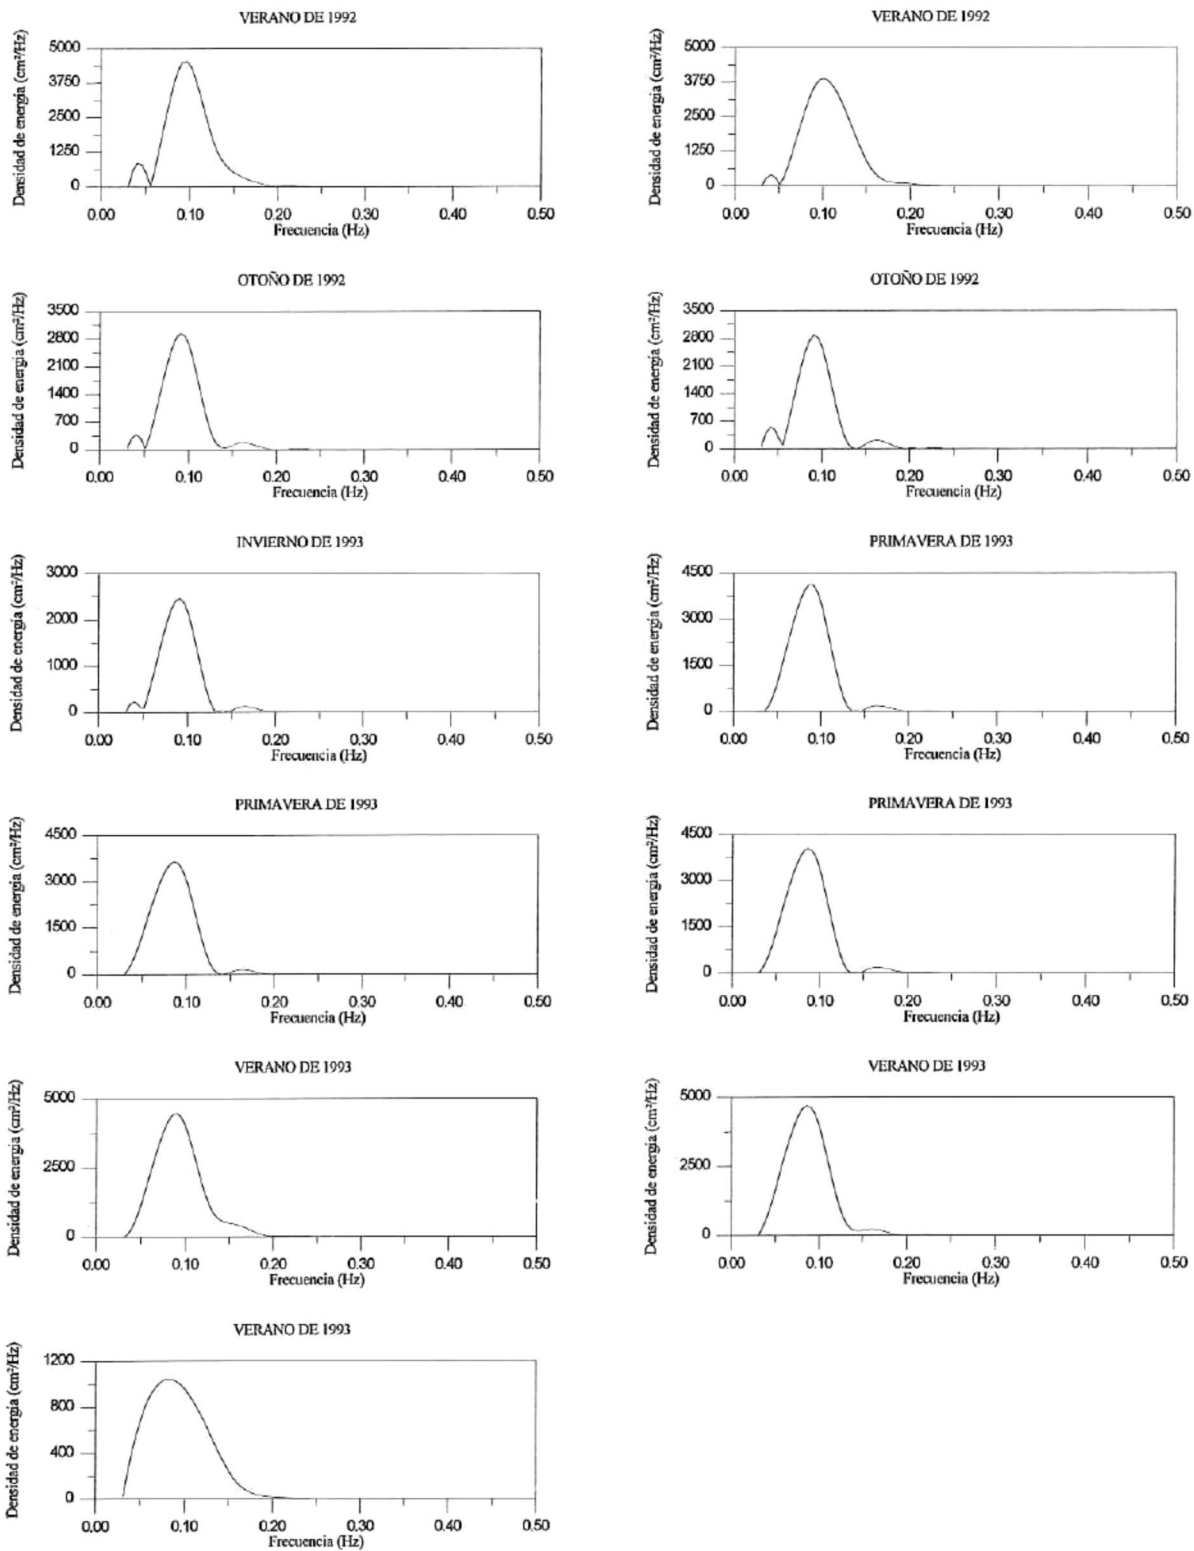 VERANO DE 1992
Densidad de energia (cm²/Hz)
5000
3750
2500
1250
0
0.00 0.10 0.20 0.30 0.40 0.50
Frecuencia (Hz)
VERANO DE 1992
Densidad de energia (cm²/Hz)
5000
3750
2500
1250
0
0.00 0.10 0.20 0.30 0.40 0.50
Frecuencia (Hz)
OTOÑO DE 1992
Densidad de energia (cm²/Hz)
3500
2800
2100
1400
700
0
0.00 0.10 0.20 0.30 0.40 0.50
Frecuencia (Hz)
OTOÑO DE 1992
Densidad de energia (cm²/Hz)
3500
2800
2100
1400
700
0
0.00 0.10 0.20 0.30 0.40 0.50
Frecuencia (Hz)
INVIERNO DE 1993
Densidad de energia (cm²/Hz)
3000
2000
1000
0
0.00 0.10 0.20 0.30 0.40 0.50
Frecuencia (Hz)
PRIMAVERA DE 1993
Densidad de energia (cm²/Hz)
4500
3000
1500
0
0.00 0.10 0.20 0.30 0.40 0.50
Frecuencia (Hz)
PRIMAVERA DE 1993
Densidad de energia (cm²/Hz)
4500
3000
1500
0
0.00 0.10 0.20 0.30 0.40 0.50
Frecuencia (Hz)
PRIMAVERA DE 1993
Densidad de energia (cm²/Hz)
4500
3000
1500
0
0.00 0.10 0.20 0.30 0.40 0.50
Frecuencia (Hz)
VERANO DE 1993
Densidad de energia (cm²/Hz)
5000
2500
0
0.00 0.10 0.20 0.30 0.40 0.50
Frecuencia (Hz)
VERANO DE 1993
Densidad de energia (cm²/Hz)
5000
2500
0
0.00 0.10 0.20 0.30 0.40 0.50
Frecuencia (Hz)
VERANO DE 1993
Densidad de energia (cm²/Hz)
1200
800
400
0
0.00 0.10 0.20 0.30 0.40 0.50
Frecuencia (Hz)